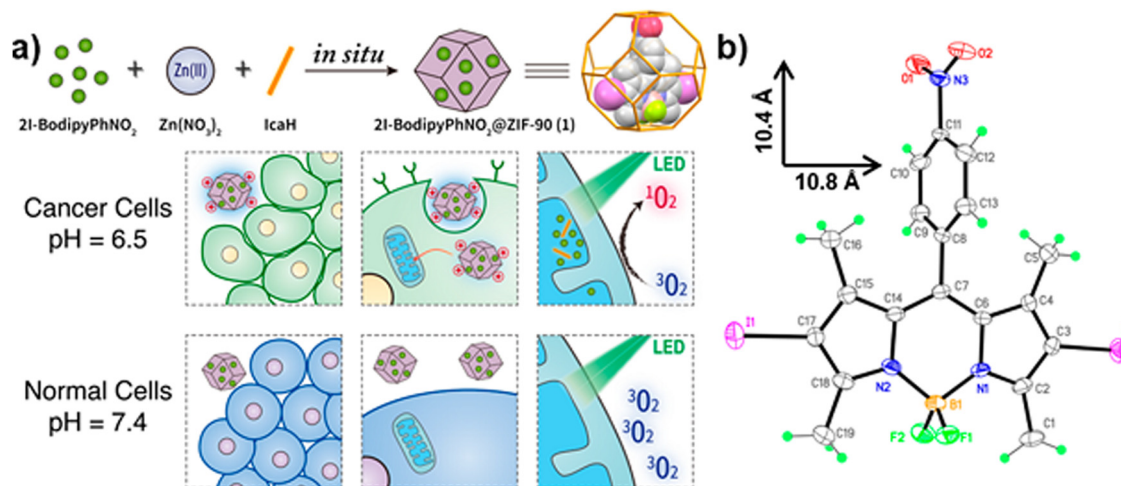 a)
+ + in situ
Zn(II)
2I-BodipyPhNO₂ Zn(NO₃)₂ IcaH 2I-BodipyPhNO₂@ZIF-90 (1)
Cancer Cells
pH = 6.5
LED
¹O₂
³O₂
Normal Cells
pH = 7.4
LED
³O₂
³O₂
³O₂
³O₂
b)
10.4 Å
10.8 Å
O1 O2
N3
C11
C10 C12
C13
C9 C8
C16 C5
C15 C7
C14 C6 C4
I1 C17 C3
C18 N2 N1 C2
B1
C19 F2 F1 C1